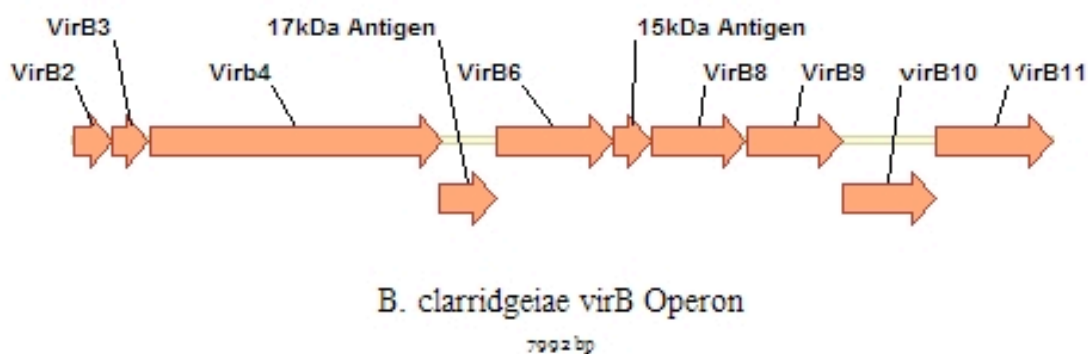 VirB3 17kDa Antigen 15kDa Antigen
VirB2 Virb4 VirB6 VirB8 VirB9 virB10 VirB11
B. clarridgeiae virB Operon
7992 bp